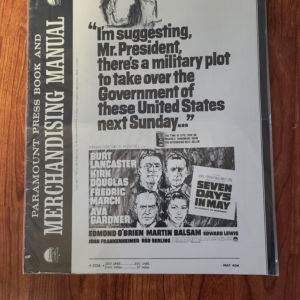 PARAMOUNT PRESS BOOK AND
MERCHANDISING MANUAL
"I'm suggesting,
Mr. President,
there's a military plot
to take over the
Government of
these United States
next Sunday..."
BURT
LANCASTER
KIRK
DOUGLAS
FREDRIC
MARCH
AVA
GARDNER
SEVEN
DAYS IN
MAY
EDMOND O'BRIEN MARTIN BALSAM
EDWARD LEWIS
JOHN FRANKENHEIMER ROD SERLING